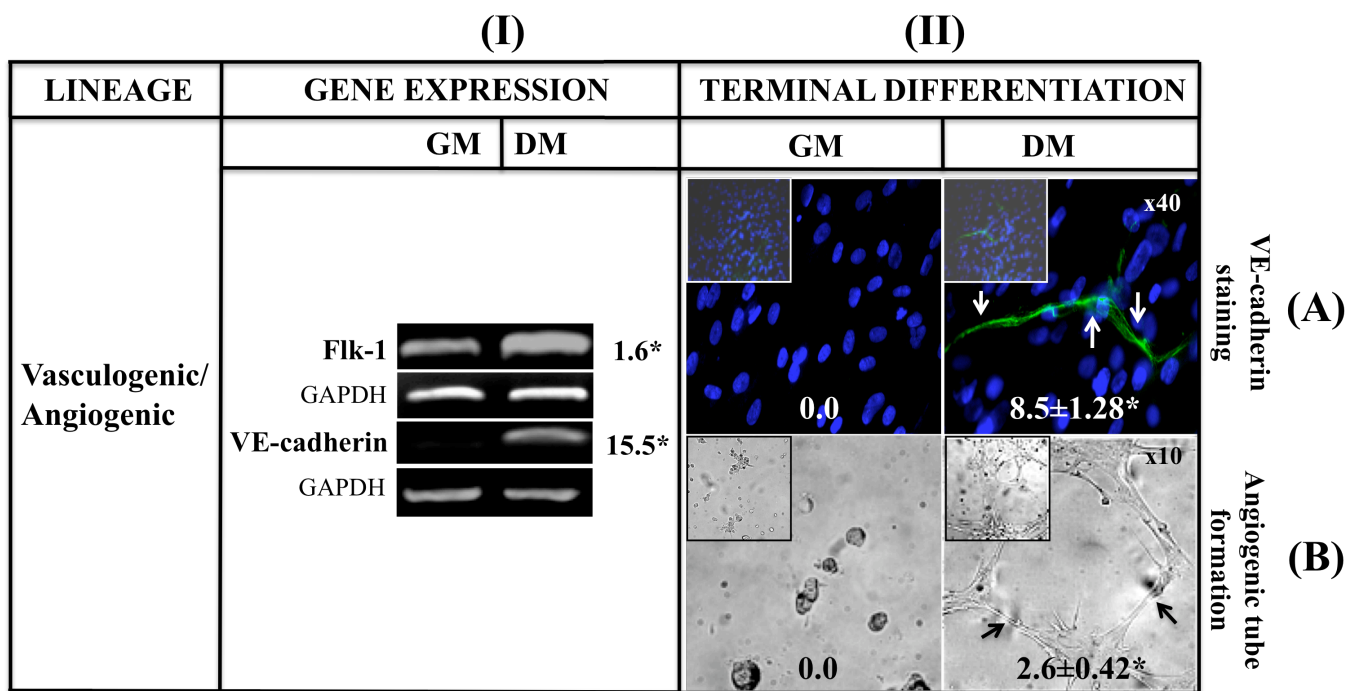 (I)
(II)
LINEAGE
GENE EXPRESSION
TERMINAL DIFFERENTIATION
GM
DM
GM
DM
Vasculogenic/
Angiogenic
Flk-1
1.6*
GAPDH
VE-cadherin
15.5*
GAPDH
x40
0.0
8.5±1.28*
VE-cadherin
staining
(A)
x10
0.0
2.6±0.42*
Angiogenic tube
formation
(B)